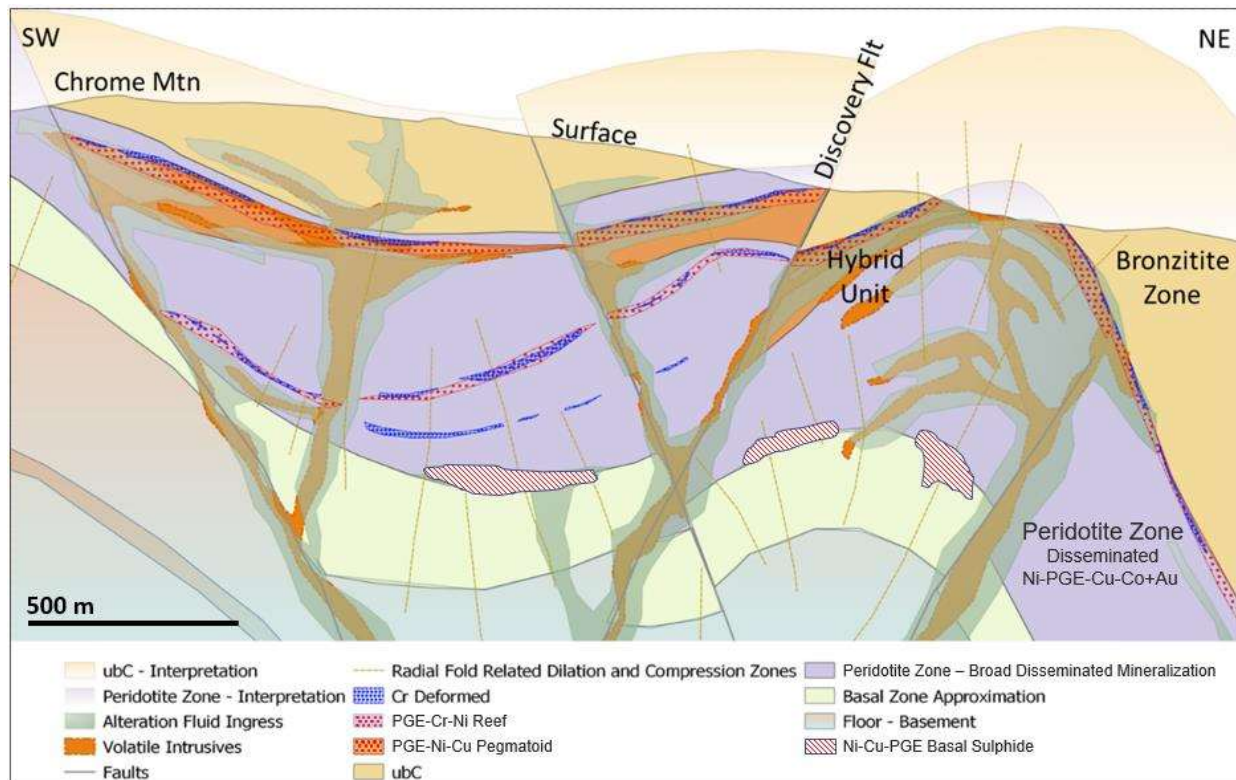 SW
NE
Chrome Mtn
Surface
Discovery Flt
Hybrid
Unit
Bronzitite
Zone
Peridotite Zone
Disseminated
Ni-PGE-Cu-Co+Au
500 m
ubC - Interpretation
Peridotite Zone - Interpretation
Alteration Fluid Ingress
Volatile Intrusives
Faults
Radial Fold Related Dilation and Compression Zones
Cr Deformed
PGE-Cr-Ni Reef
PGE-Ni-Cu Pegmatoid
ubC
Peridotite Zone – Broad Disseminated Mineralization
Basal Zone Approximation
Floor - Basement
Ni-Cu-PGE Basal Sulphide